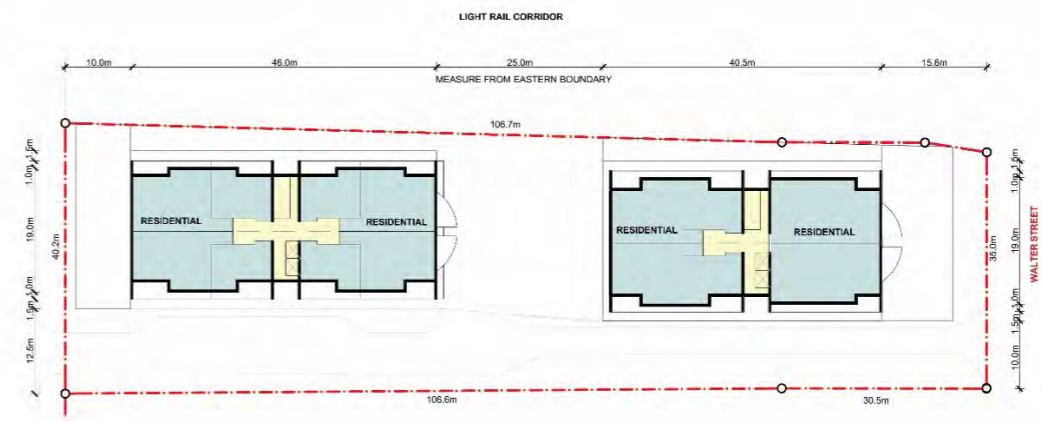 LIGHT RAIL CORRIDOR
10.0m 46.0m 25.0m 40.5m 15.6m
MEASURE FROM EASTERN BOUNDARY
106.7m
1.5m
1.0m
19.0m
1.0m
1.5m
12.5m
40.2m
RESIDENTIAL RESIDENTIAL RESIDENTIAL RESIDENTIAL
35.0m
1.5m
1.0m
19.0m
1.0m
1.5m
10.0m
WALTER STREET
106.6m 30.5m